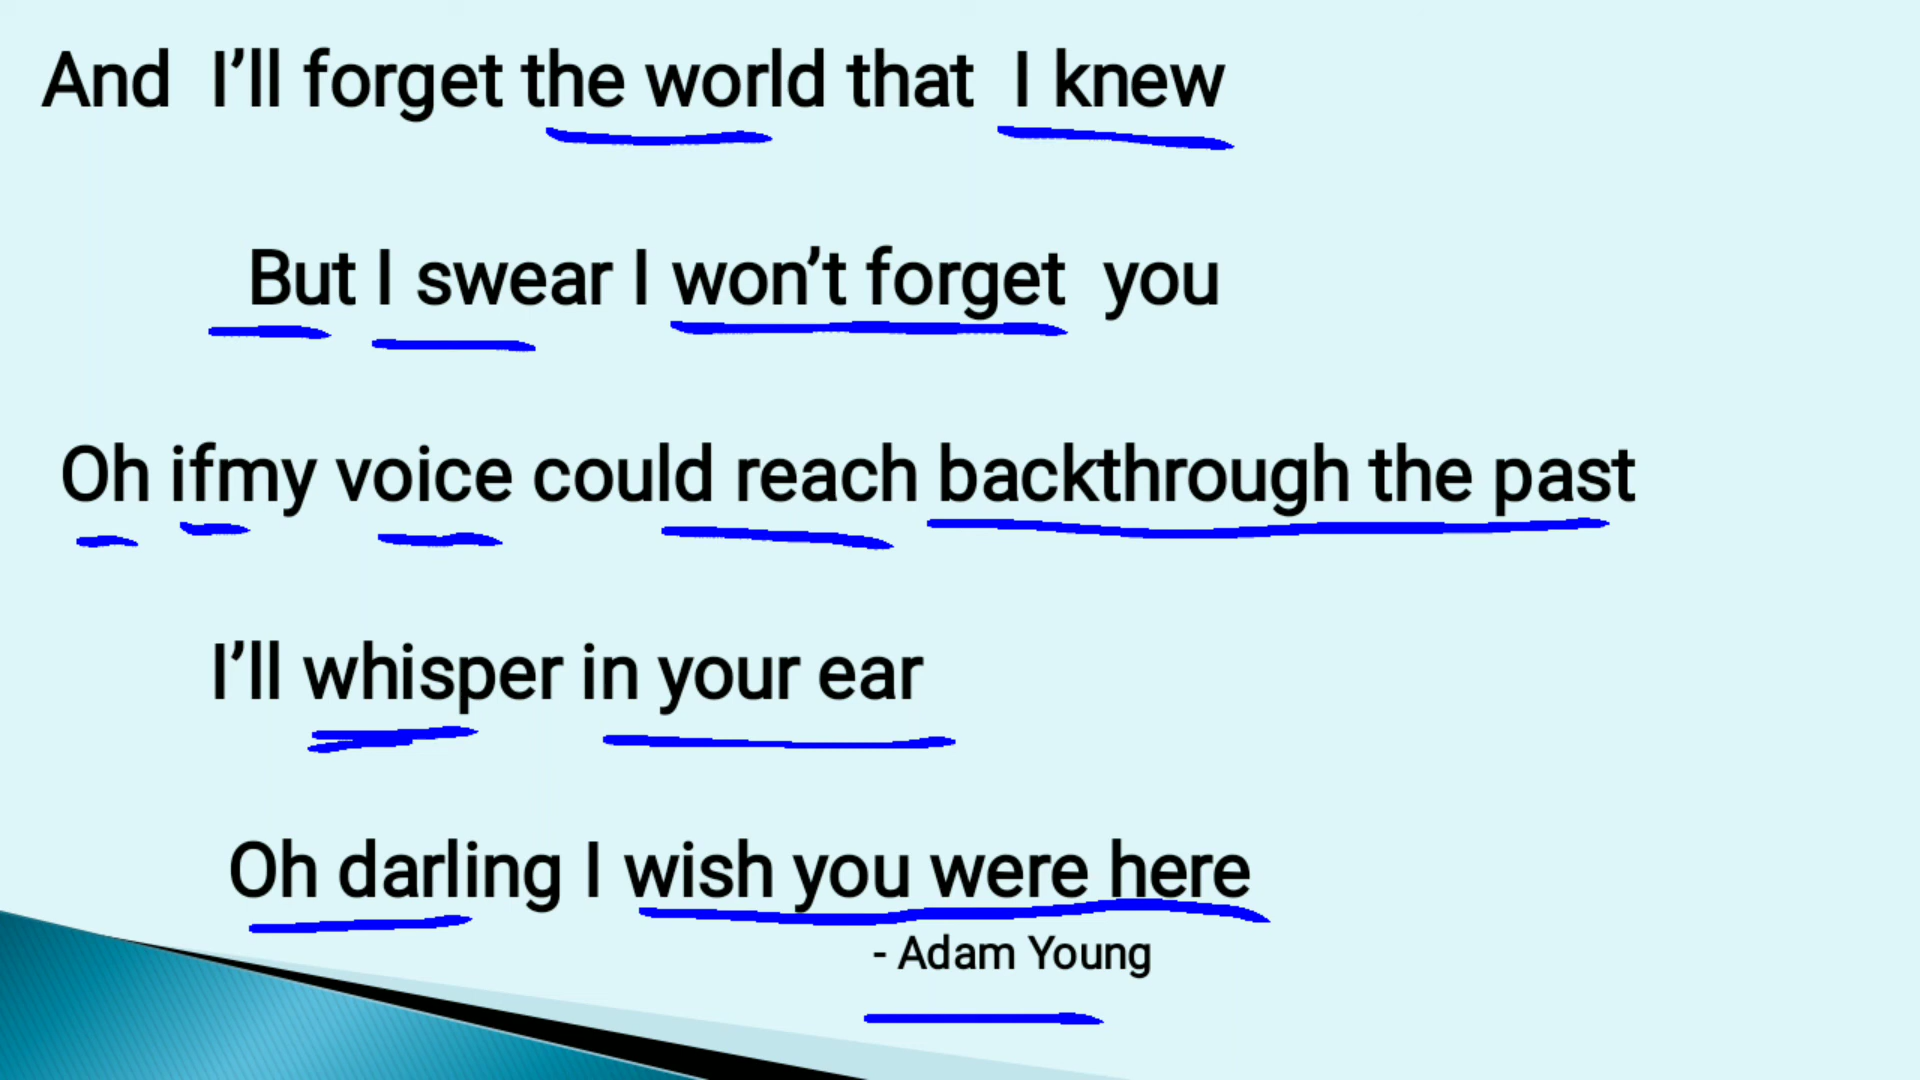 And I’ll forget the world that I knew
But I swear I won’t forget you
Oh ifmy voice could reach backthrough the past
I’ll whisper in your ear
Oh darling I wish you were here
- Adam Young